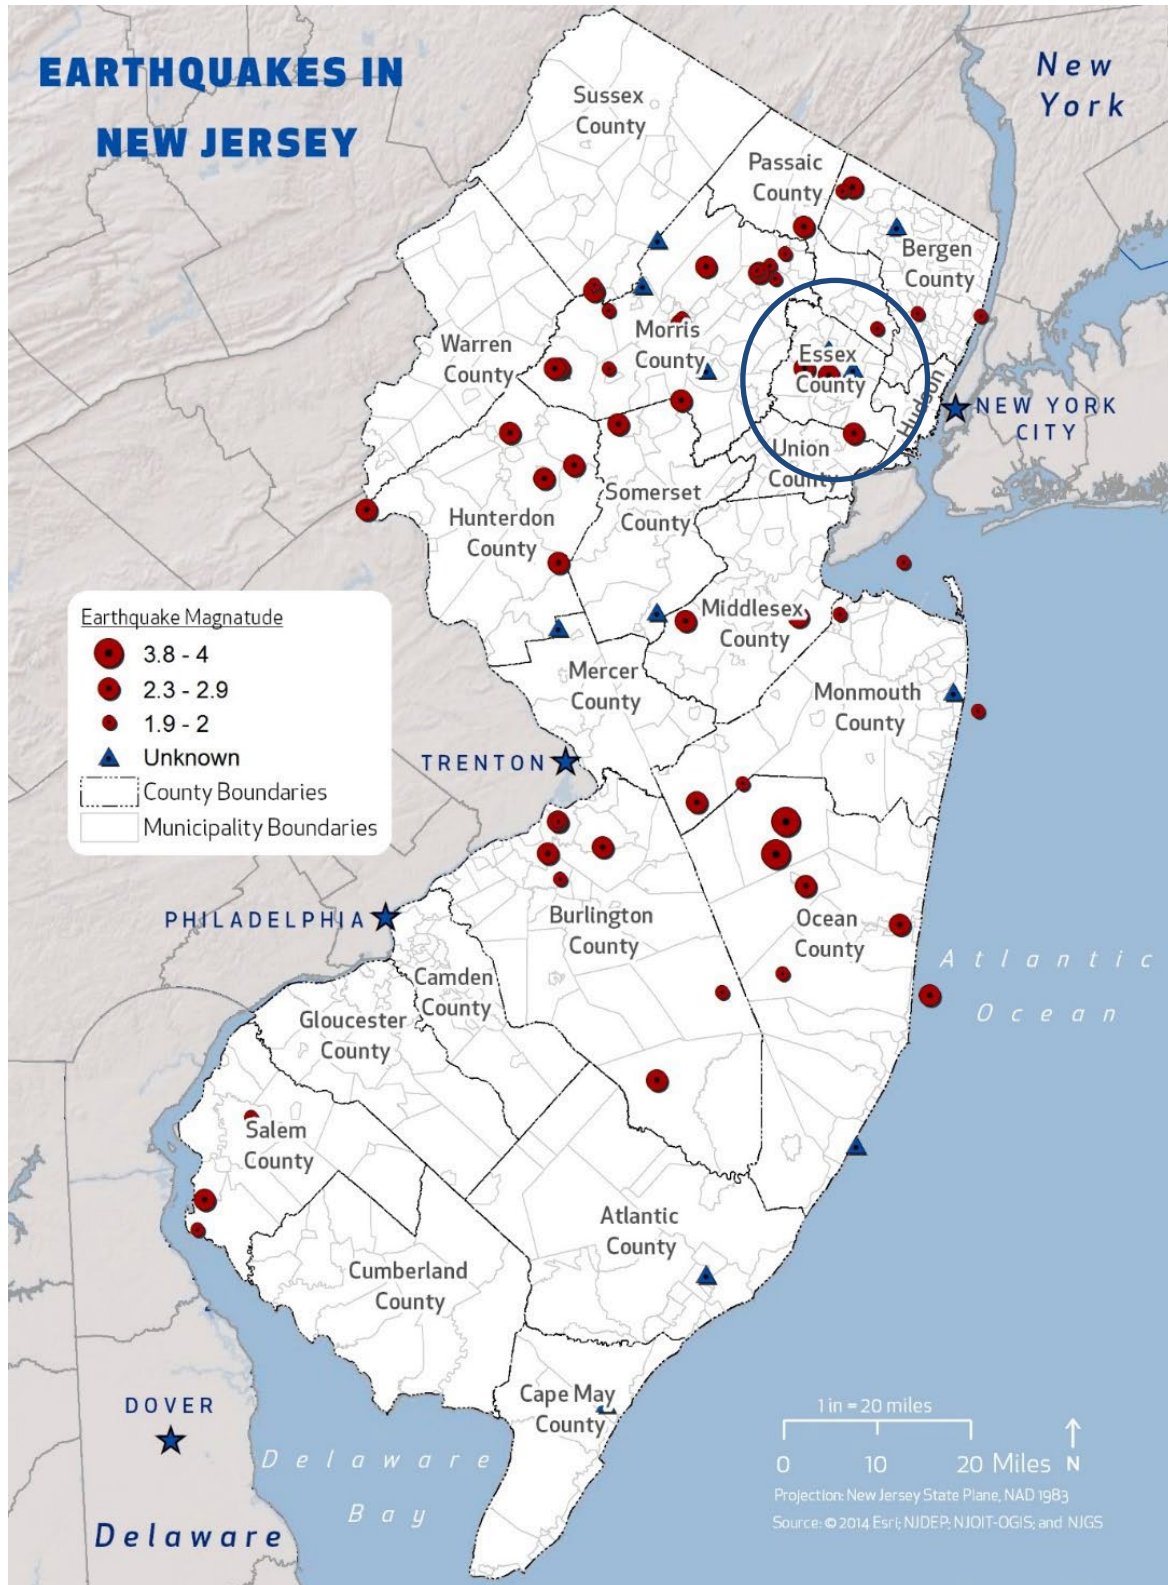 EARTHQUAKES IN
NEW JERSEY
New
York
Sussex
County
Passaic
County
Bergen
County
Warren
County
Morris
County
Essex
County
Hudson
NEW YORK
CITY
Union
County
Somerset
County
Hunterdon
County
Middlesex
County
Mercer
County
Monmouth
County
Earthquake Magnatude
3.8 - 4
2.3 - 2.9
1.9 - 2
Unknown
County Boundaries
Municipality Boundaries
TRENTON
PHILADELPHIA
Burlington
County
Ocean
County
Atlantic
Ocean
Camden
County
Gloucester
County
Salem
County
Atlantic
County
Cumberland
County
Cape May
County
DOVER
Delaware
Bay
Delaware
1 in = 20 miles
0 10 20 Miles N
Projection: New Jersey State Plane, NAD 1983
Source: © 2014 Esri; NJDEP; NJOIT-OGIS; and NJGS